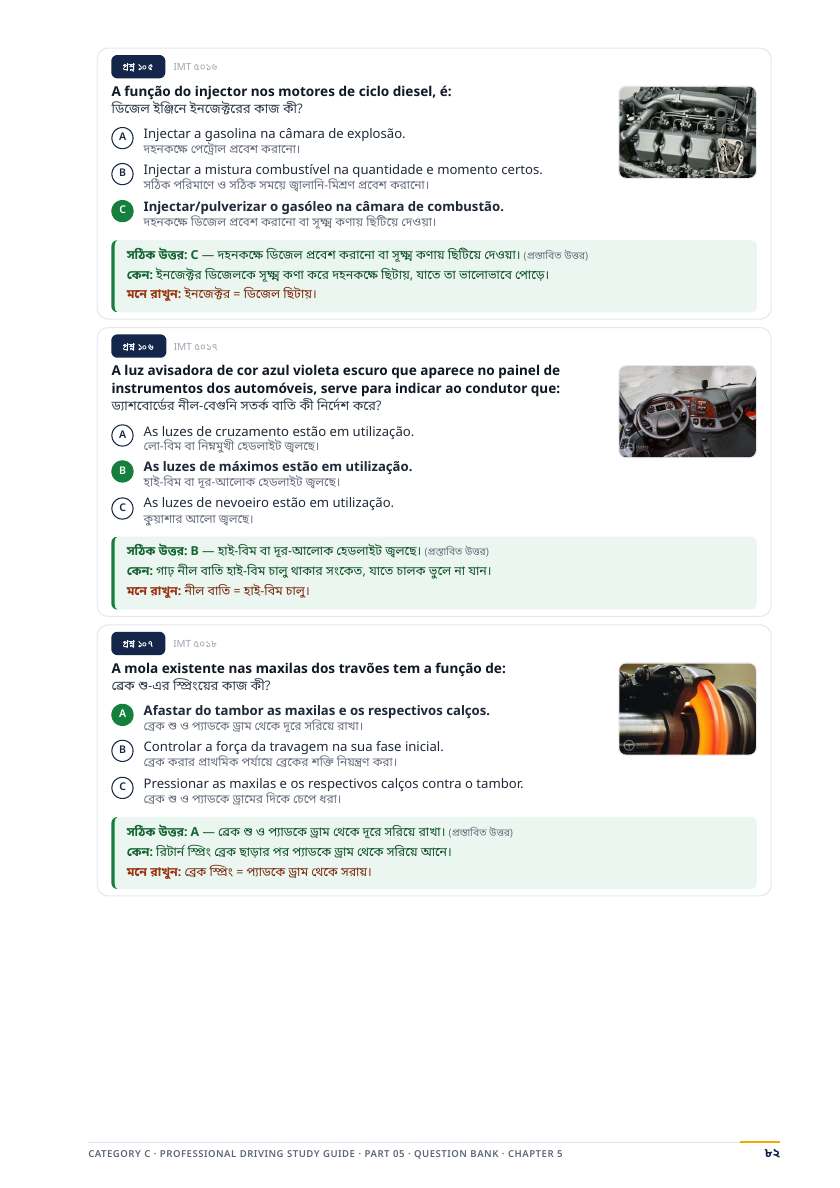 প্রশ্ন ১০৫ IMT ৫০১৬
A função do injector nos motores de ciclo diesel, é:
ডিজেল ইঞ্জিনে ইনজেক্টরের কাজ কী?
A Injectar a gasolina na câmara de explosão.
দহনকক্ষে পেট্রোল প্রবেশ করানো।
B Injectar a mistura combustível na quantidade e momento certos.
সঠিক পরিমাণে ও সঠিক সময়ে জ্বালানি-মিশ্রণ প্রবেশ করানো।
C Injectar/pulverizar o gasóleo na câmara de combustão.
দহনকক্ষে ডিজেল প্রবেশ করানো বা সূক্ষ্ম কণায় ছিটিয়ে দেওয়া।
সঠিক উত্তর: C — দহনকক্ষে ডিজেল প্রবেশ করানো বা সূক্ষ্ম কণায় ছিটিয়ে দেওয়া। (প্রস্তাবিত উত্তর)
কেন: ইনজেক্টর ডিজেলকে সূক্ষ্ম কণা করে দহনকক্ষে ছিটায়, যাতে তা ভালোভাবে পোড়ে।
মনে রাখুন: ইনজেক্টর = ডিজেল ছিটায়।
প্রশ্ন ১০৬ IMT ৫০১৭
A luz avisadora de cor azul violeta escuro que aparece no painel de
instrumentos dos automóveis, serve para indicar ao condutor que:
ড্যাশবোর্ডের নীল-বেগুনি সতর্ক বাতি কী নির্দেশ করে?
A As luzes de cruzamento estão em utilização.
লো-বিম বা নিম্নমুখী হেডলাইট জ্বলছে।
B As luzes de máximos estão em utilização.
হাই-বিম বা দূর-আলোক হেডলাইট জ্বলছে।
C As luzes de nevoeiro estão em utilização.
কুয়াশার আলো জ্বলছে।
সঠিক উত্তর: B — হাই-বিম বা দূর-আলোক হেডলাইট জ্বলছে। (প্রস্তাবিত উত্তর)
কেন: গাঢ় নীল বাতি হাই-বিম চালু থাকার সংকেত, যাতে চালক ভুলে না যান।
মনে রাখুন: নীল বাতি = হাই-বিম চালু।
প্রশ্ন ১০৭ IMT ৫০১৮
A mola existente nas maxilas dos travões tem a função de:
ব্রেক শু-এর স্প্রিংয়ের কাজ কী?
A Afastar do tambor as maxilas e os respectivos calços.
ব্রেক শু ও প্যাডকে ড্রাম থেকে দূরে সরিয়ে রাখা।
B Controlar a força da travagem na sua fase inicial.
ব্রেক করার প্রাথমিক পর্যায়ে ব্রেকের শক্তি নিয়ন্ত্রণ করা।
C Pressionar as maxilas e os respectivos calços contra o tambor.
ব্রেক শু ও প্যাডকে ড্রামের দিকে চেপে ধরা।
সঠিক উত্তর: A — ব্রেক শু ও প্যাডকে ড্রাম থেকে দূরে সরিয়ে রাখা। (প্রস্তাবিত উত্তর)
কেন: রিটার্ন স্প্রিং ব্রেক ছাড়ার পর প্যাডকে ড্রাম থেকে সরিয়ে আনে।
মনে রাখুন: ব্রেক স্প্রিং = প্যাডকে ড্রাম থেকে সরায়।
CATEGORY C · PROFESSIONAL DRIVING STUDY GUIDE · PART 05 · QUESTION BANK · CHAPTER 5 ৮২